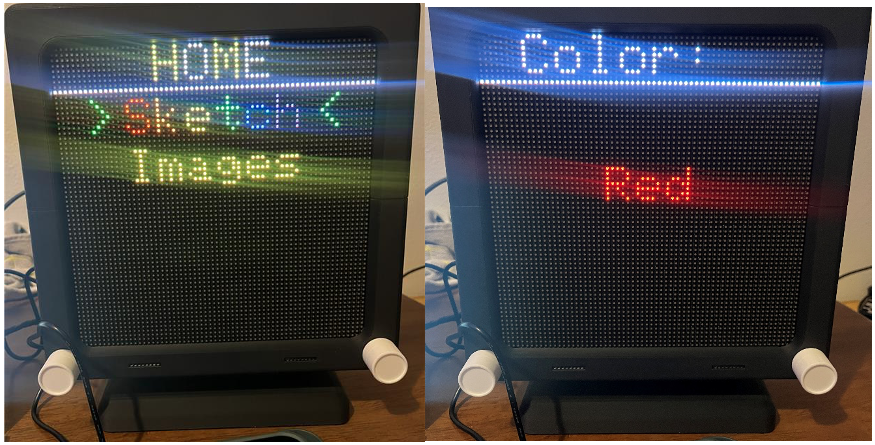 HOME
>Sketch<
Images
Color:
Red